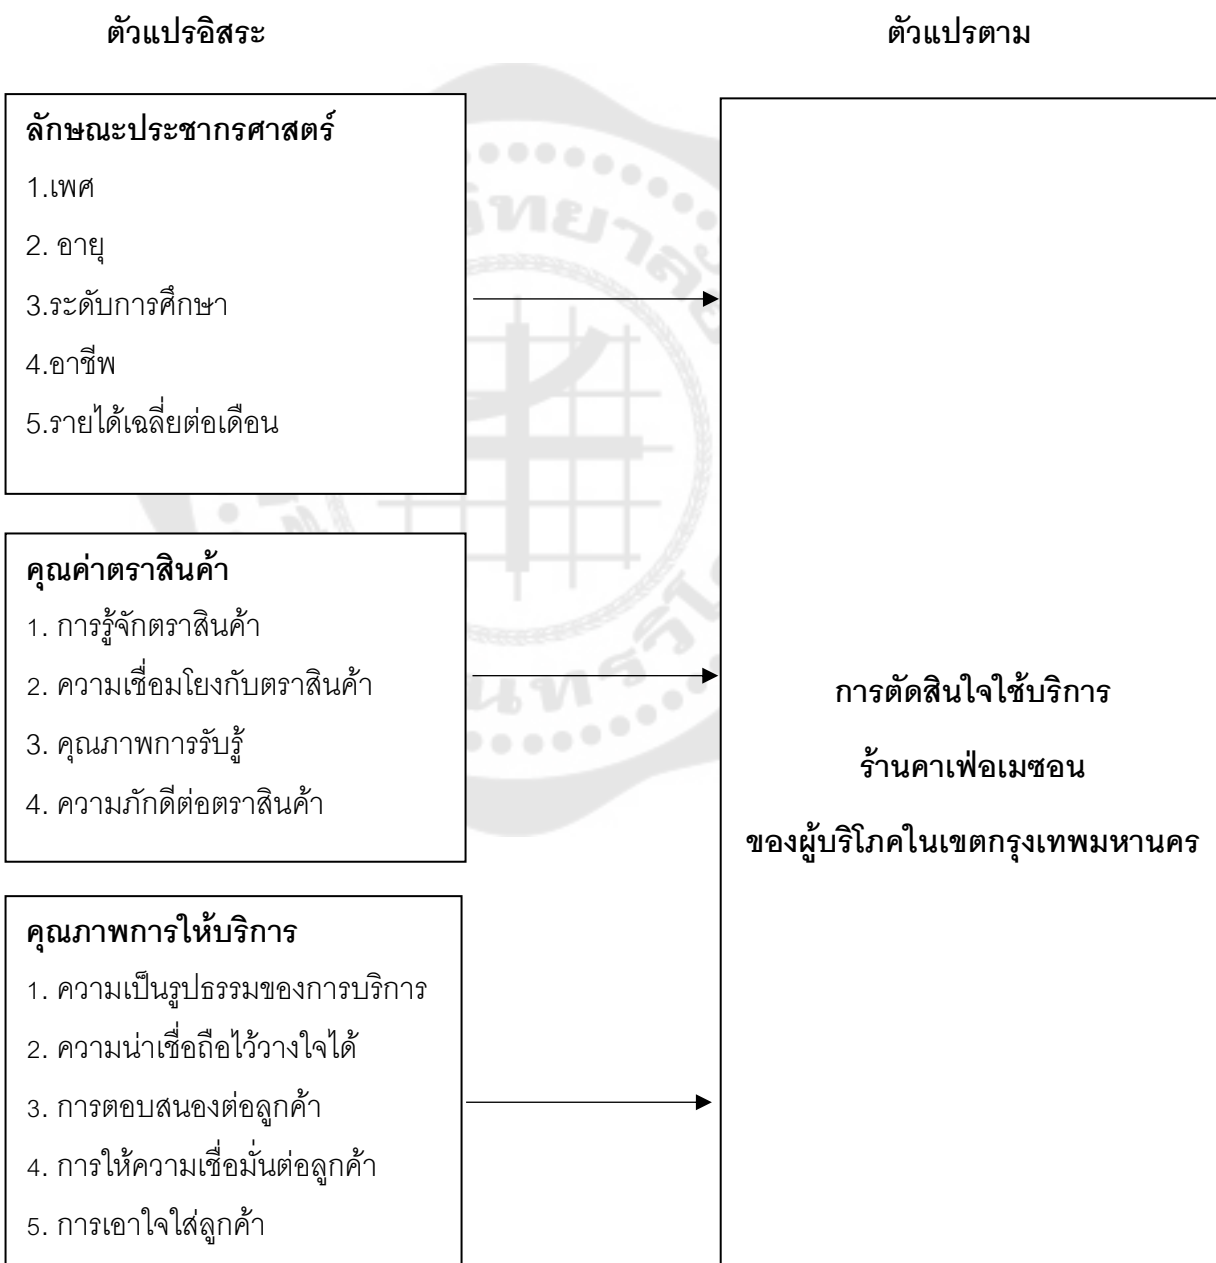 ตัวแปรอิสระ
ตัวแปรตาม
ลักษณะประชากรศาสตร์
1.เพศ
2. อายุ
3.ระดับการศึกษา
4.อาชีพ
5.รายได้เฉลี่ยต่อเดือน
คุณค่าตราสินค้า
1. การรู้จักตราสินค้า
2. ความเชื่อมโยงกับตราสินค้า
3. คุณภาพการรับรู้
4. ความภักดีต่อตราสินค้า
คุณภาพการให้บริการ
1. ความเป็นรูปธรรมของการบริการ
2. ความน่าเชื่อถือไว้วางใจได้
3. การตอบสนองต่อลูกค้า
4. การให้ความเชื่อมั่นต่อลูกค้า
5. การเอาใจใส่ลูกค้า
การตัดสินใจใช้บริการ
ร้านคาเฟ่อเมซอน
ของผู้บริโภคในเขตกรุงเทพมหานคร